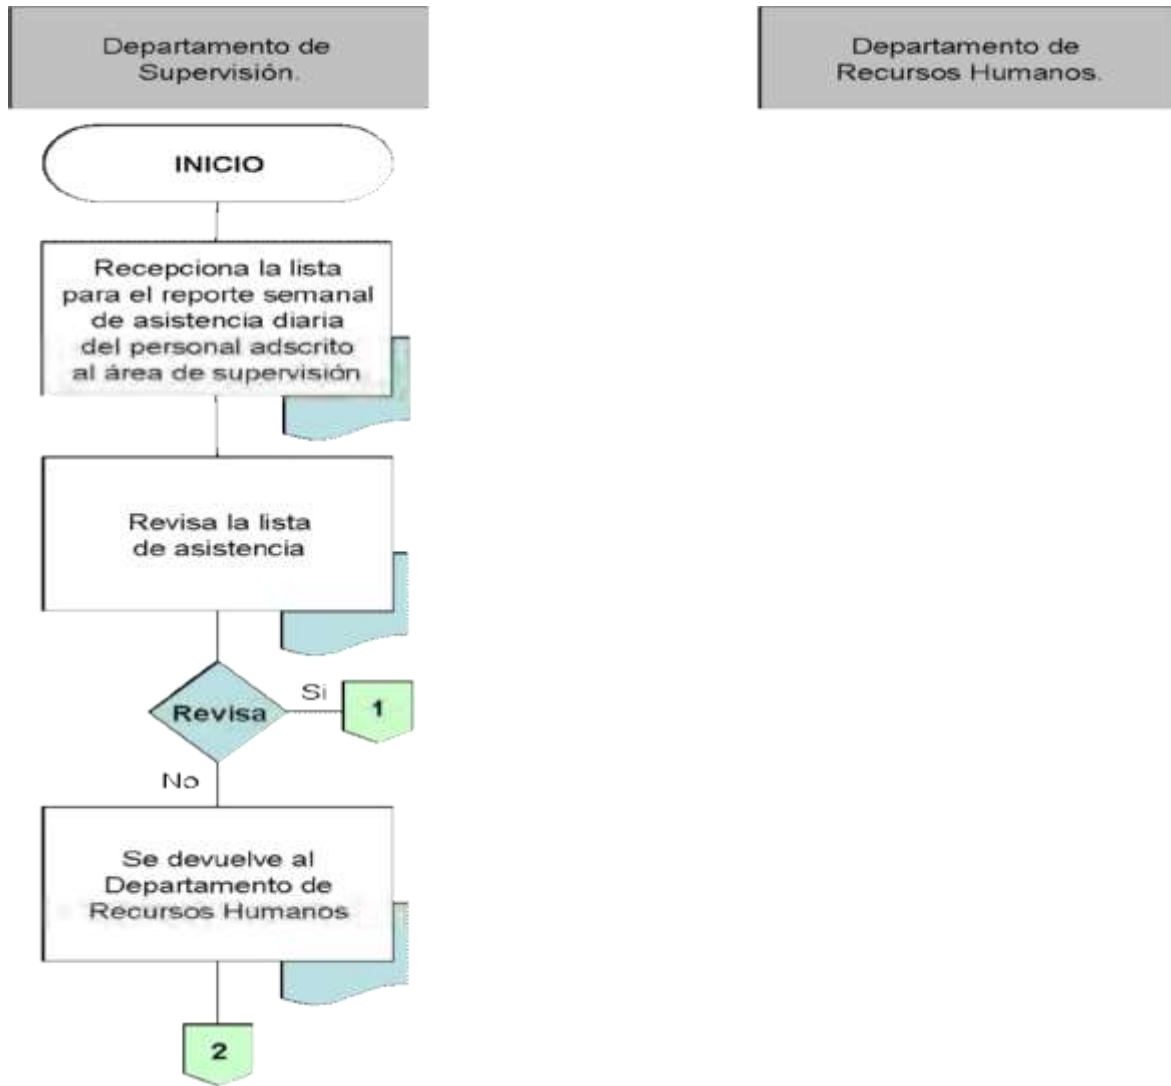 Departamento de
Supervisión.
Departamento de
Recursos Humanos.
INICIO
Recepciona la lista
para el reporte semanal
de asistencia diaria
del personal adscrito
al área de supervisión
Revisa la lista
de asistencia
Revisa
Si
1
No
Se devuelve al
Departamento de
Recursos Humanos
2